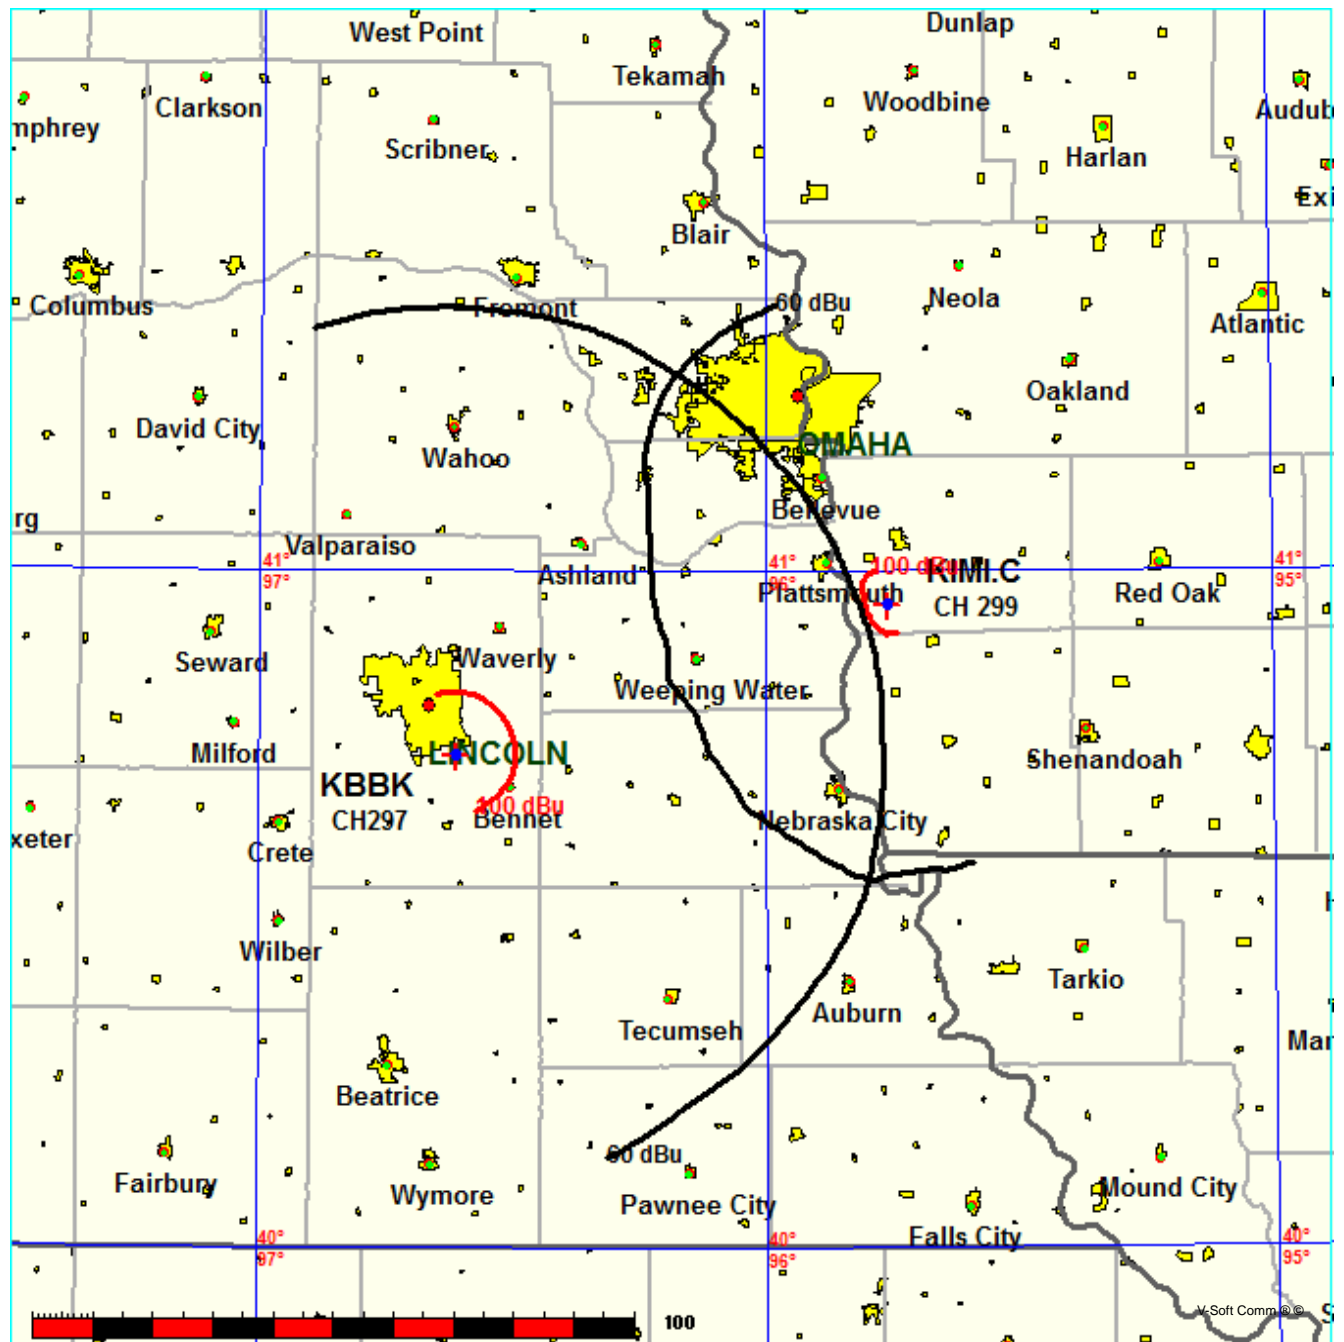 Dunlap
West Point
Tekamah
Woodbine
Clarkson
Audub
mphrey
Scribner
Harlan
Exi
Blair
Columbus
Fremont
60 dBu
Neola
Atlantic
Oakland
David City
Wahoo
OMAHA
Bellevue
rg
Valparaiso
Ashland
41°
97°
41°
96°
41°
95°
100 dBu
KIMI.C
CH 299
Plattsmouth
Red Oak
Seward
Waverly
Weeping Water
Milford
LINCOLN
Shenandoah
KBBK
CH297
100 dBu
Bennet
Nebraska City
xeter
Crete
Wilber
Tarkio
Auburn
Tecumseh
Mar
Beatrice
60 dBu
Fairbury
Wymore
Pawnee City
Mound City
Falls City
40°
97°
40°
96°
40°
95°
V-Soft Comm ® ©
100